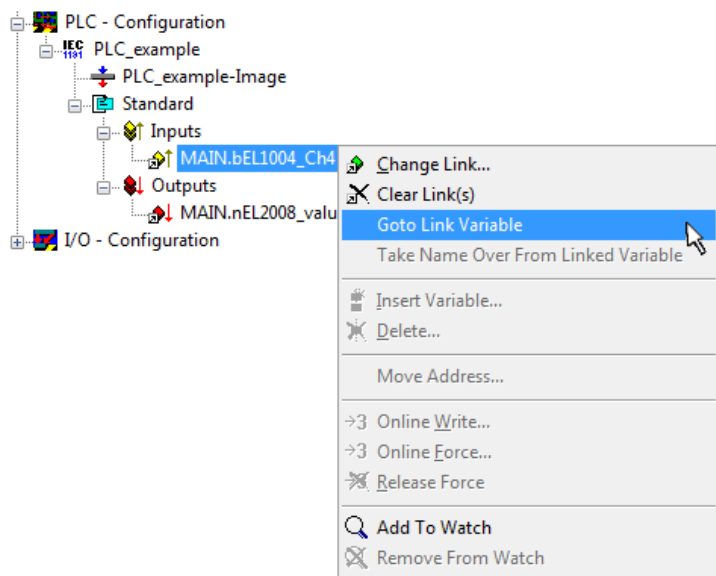 PLC - Configuration
IEC
1131
PLC_example
PLC_example-Image
Standard
Inputs
MAIN.bEL1004_Ch4
Outputs
MAIN.nEL2008_valu
I/O - Configuration
Change Link...
Clear Link(s)
Goto Link Variable
Take Name Over From Linked Variable
Insert Variable...
Delete...
Move Address...
→3 Online Write...
→3 Online Force...
Release Force
Add To Watch
Remove From Watch